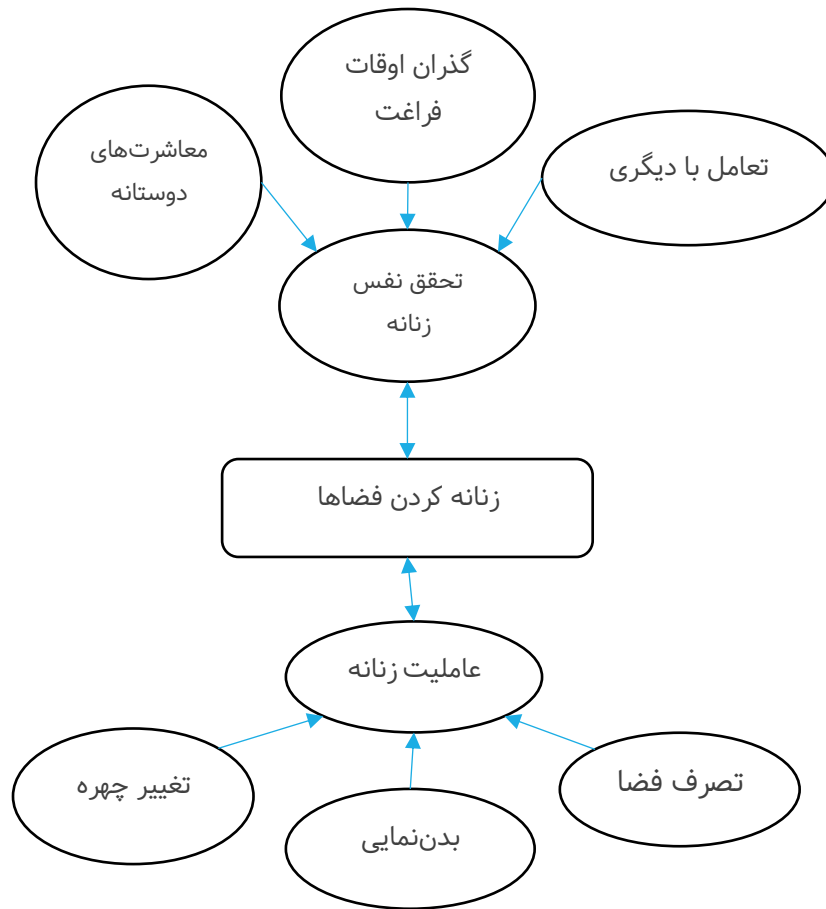 گذران اوقات
فراغت
تعامل با دیگری
معاشرت‌های
دوستانه
تحقق نفس
زنانه
زنانه کردن فضاها
عاملیت زنانه
تصرف فضا
بدن‌نمایی
تغییر چهره